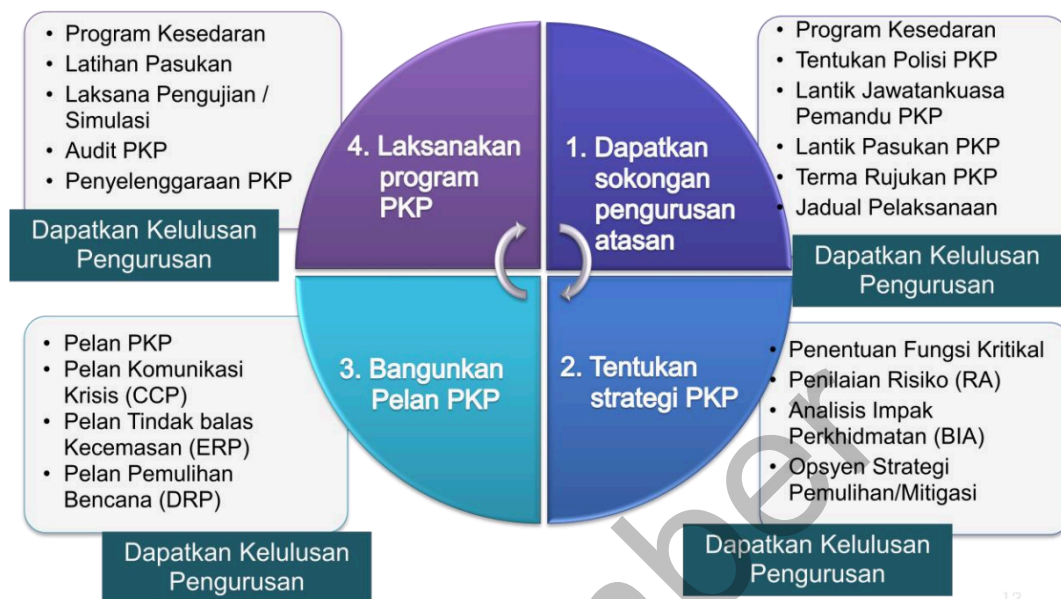 • Program Kesedaran
• Latihan Pasukan
• Laksana Pengujian /
Simulasi
• Audit PKP
• Penyelenggaraan PKP
Dapatkan Kelulusan
Pengurusan
4. Laksanakan
program
PKP
1. Dapatkan
sokongan
pengurusan
atasan
• Program Kesedaran
• Tentukan Polisi PKP
• Lantik Jawatankuasa
Pemandu PKP
• Lantik Pasukan PKP
• Terma Rujukan PKP
• Jadual Pelaksanaan
Dapatkan Kelulusan
Pengurusan
• Pelan PKP
• Pelan Komunikasi
Krisis (CCP)
• Pelan Tindak balas
Kecemasan (ERP)
• Pelan Pemulihan
Bencana (DRP)
Dapatkan Kelulusan
Pengurusan
3. Bangunkan
Pelan PKP
2. Tentukan
strategi PKP
• Penentuan Fungsi Kritikal
• Penilaian Risiko (RA)
• Analisis Impak
Perkhidmatan (BIA)
• Opsyen Strategi
Pemulihan/Mitigasi
Dapatkan Kelulusan
Pengurusan